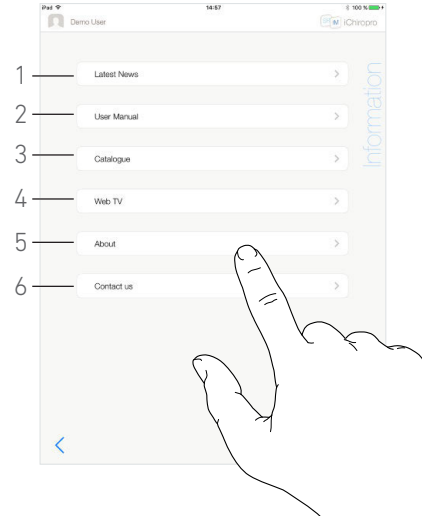 iPad 14:57 100 %
Demo User iChiropro
Information
1 Latest News
2 User Manual
3 Catalogue
4 Web TV
5 About
6 Contact us